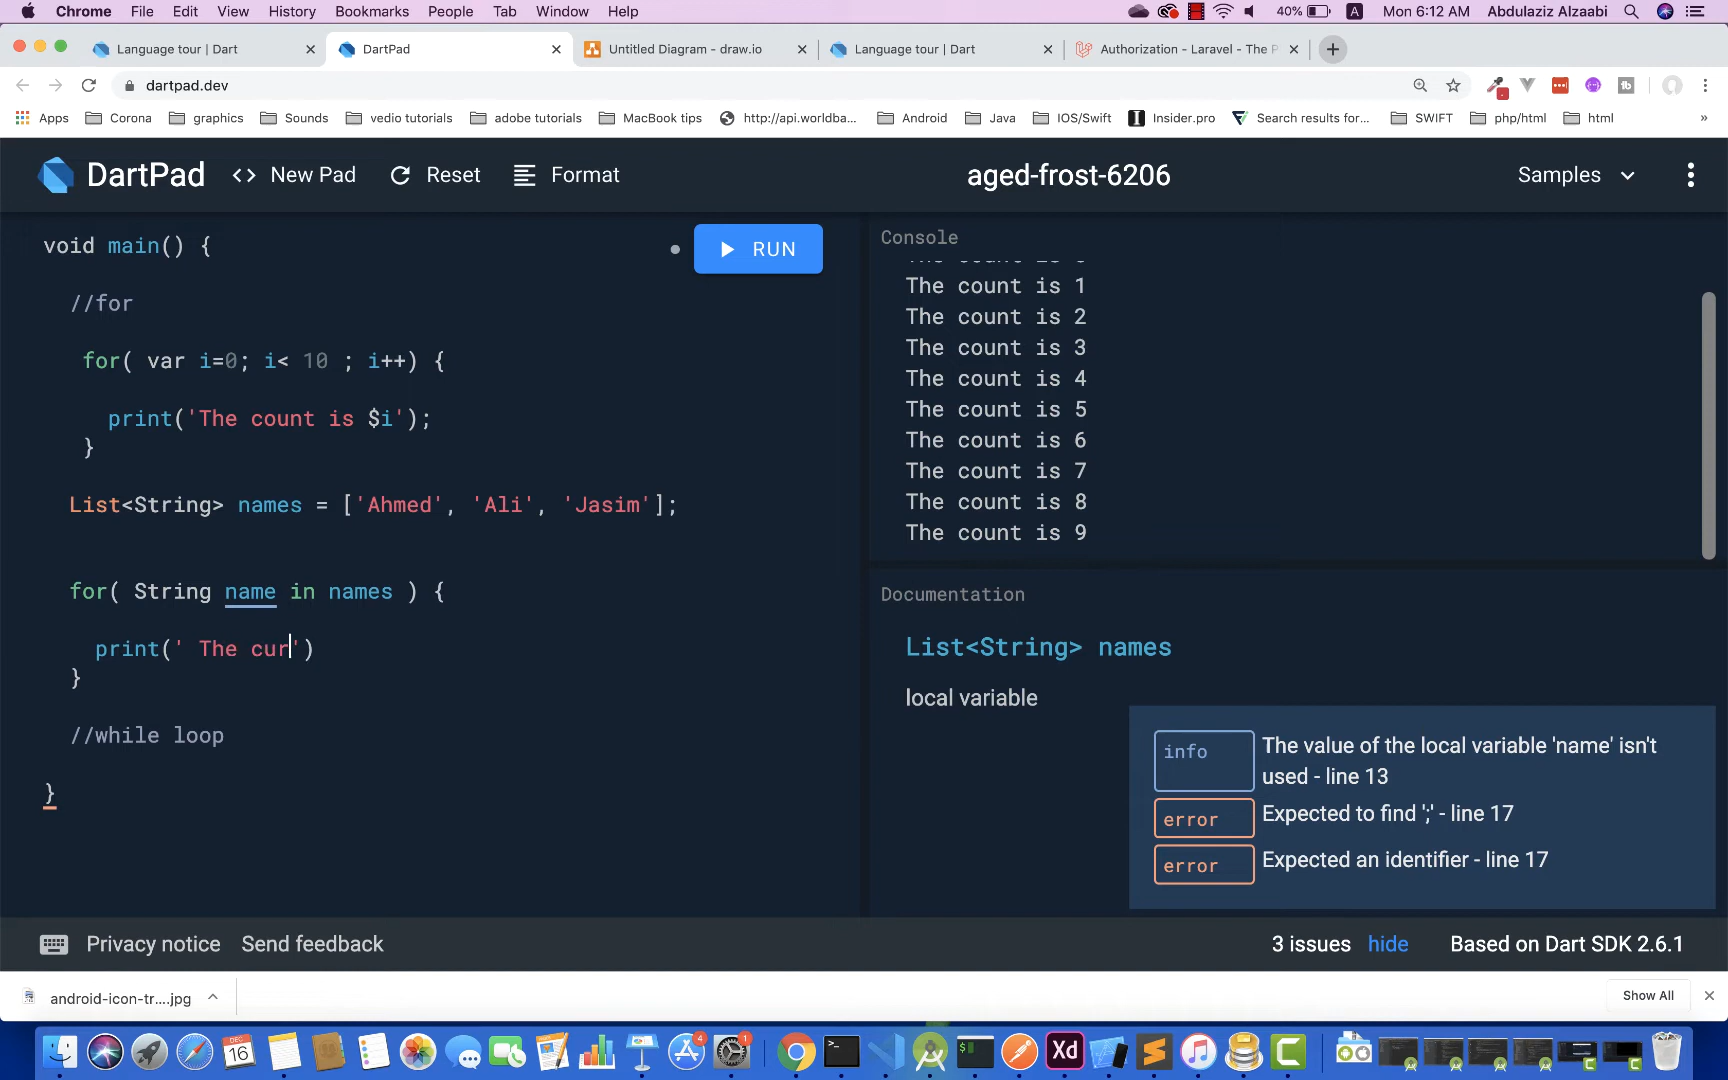 Chrome File Edit View History Bookmarks People Tab Window Help 40% A Mon 6:12 AM Abdulaziz Alzaabi
Language tour | Dart DartPad Untitled Diagram - draw.io Language tour | Dart Authorization - Laravel - The P
dartpad.dev
Apps Corona graphics Sounds vedio tutorials adobe tutorials MacBook tips http://api.worldba... Android Java IOS/Swift Insider.pro Search results for... SWIFT php/html html »
DartPad <> New Pad Reset Format aged-frost-6206 Samples
void main() {
RUN
//for
for( var i=0; i< 10 ; i++) {
print('The count is $i');
}
List<String> names = ['Ahmed', 'Ali', 'Jasim'];
for( String name in names ) {
print(' The cur')
}
//while loop
}
Console
The count is 1
The count is 2
The count is 3
The count is 4
The count is 5
The count is 6
The count is 7
The count is 8
The count is 9
Documentation
List<String> names
local variable
info The value of the local variable 'name' isn't
used - line 13
error Expected to find ';' - line 17
error Expected an identifier - line 17
Privacy notice Send feedback 3 issues hide Based on Dart SDK 2.6.1
android-icon-tr....jpg Show All
DEC
16
4
1
Xd